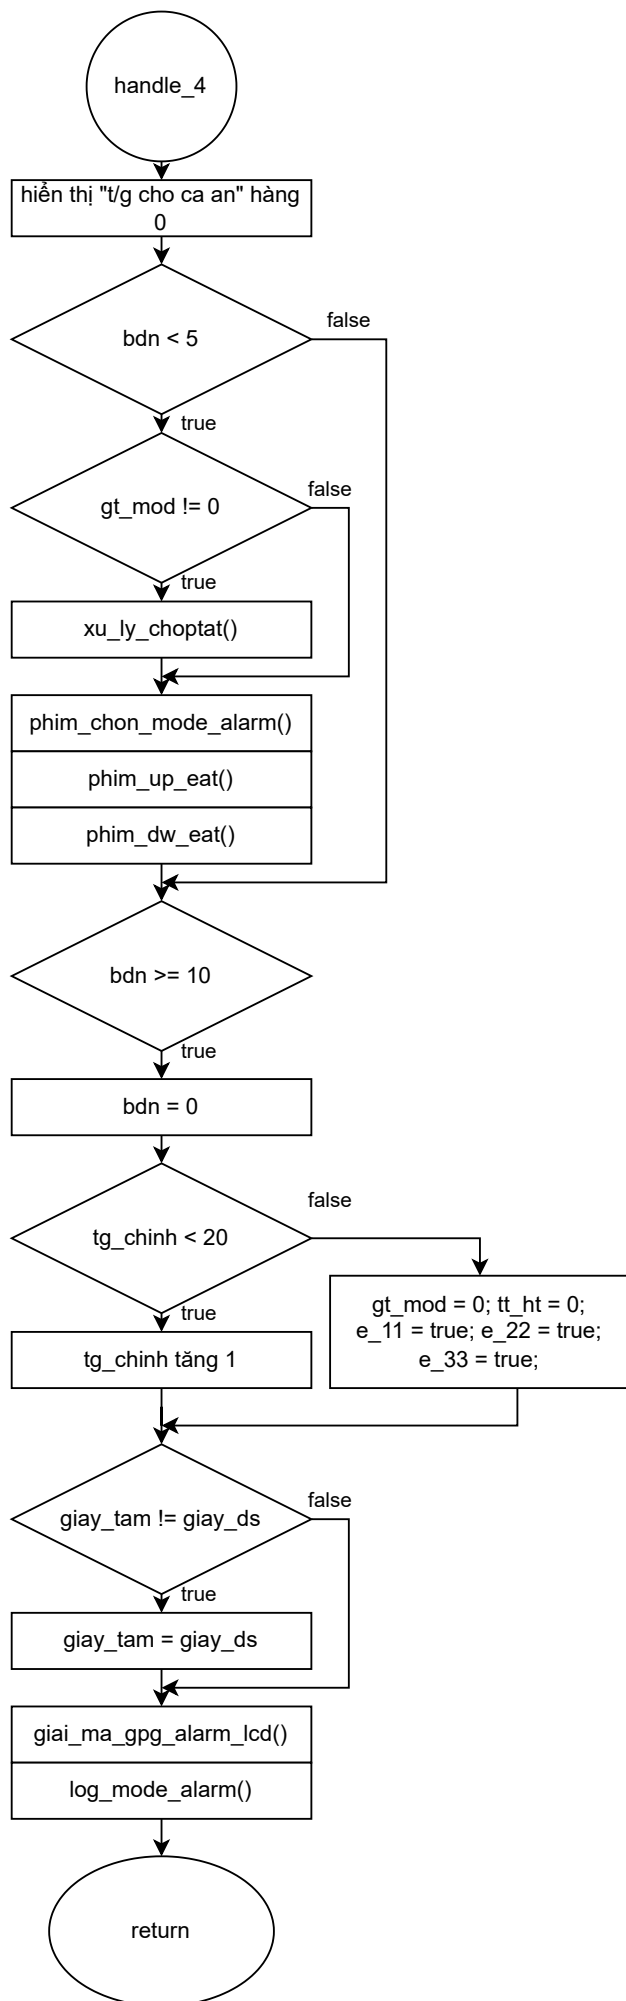 handle_4
hiển thị "t/g cho ca an" hàng
0
bdn < 5
false
true
gt_mod != 0
false
true
xu_ly_choptat()
phim_chon_mode_alarm()
phim_up_eat()
phim_dw_eat()
bdn >= 10
true
bdn = 0
tg_chinh < 20
false
true
gt_mod = 0; tt_ht = 0;
e_11 = true; e_22 = true;
e_33 = true;
tg_chinh tăng 1
giay_tam != giay_ds
false
true
giay_tam = giay_ds
giai_ma_gpg_alarm_lcd()
log_mode_alarm()
return